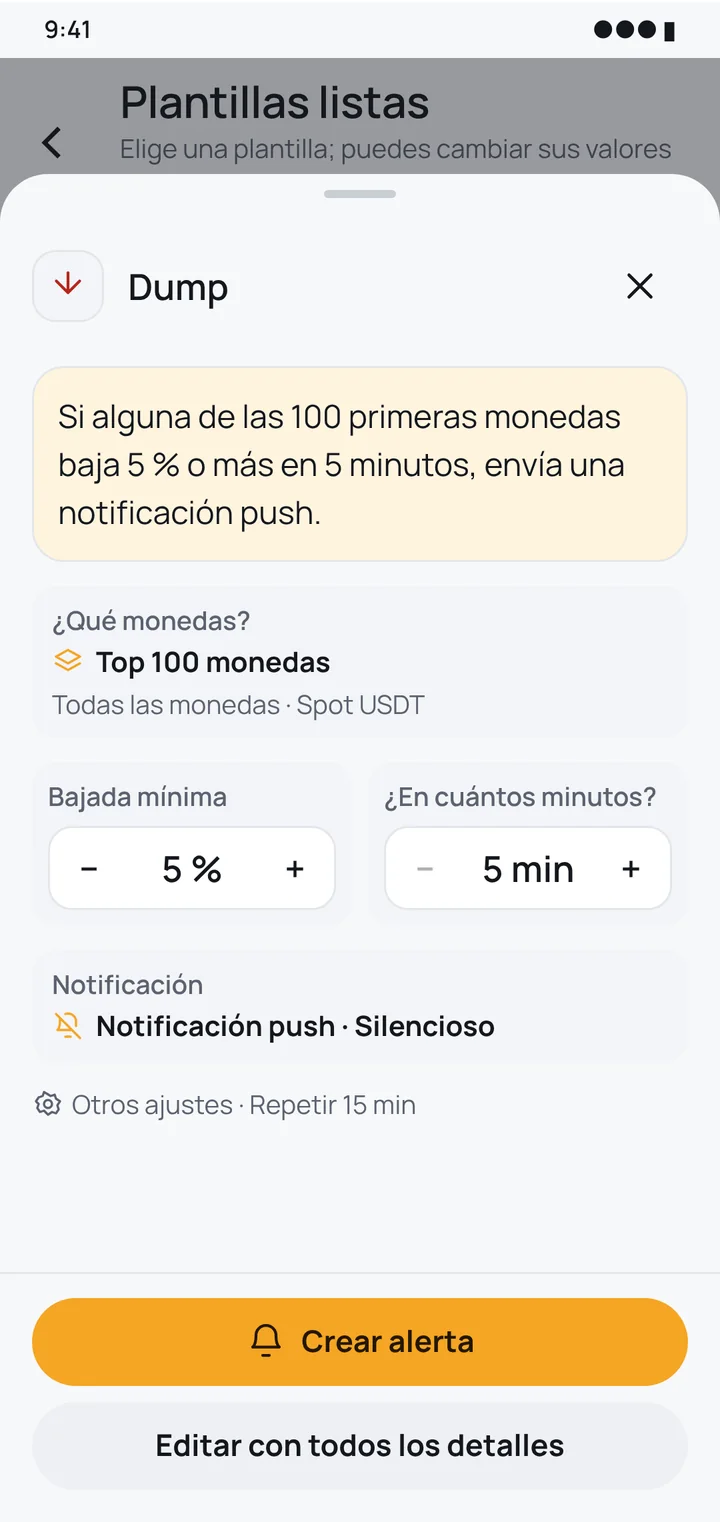 9:41
Plantillas listas
Elige una plantilla; puedes cambiar sus valores
Dump
Si alguna de las 100 primeras monedas
baja 5 % o más en 5 minutos, envía una
notificación push.
¿Qué monedas?
Top 100 monedas
Todas las monedas · Spot USDT
Bajada mínima
− 5 % +
¿En cuántos minutos?
− 5 min +
Notificación
Notificación push · Silencioso
Otros ajustes · Repetir 15 min
Crear alerta
Editar con todos los detalles